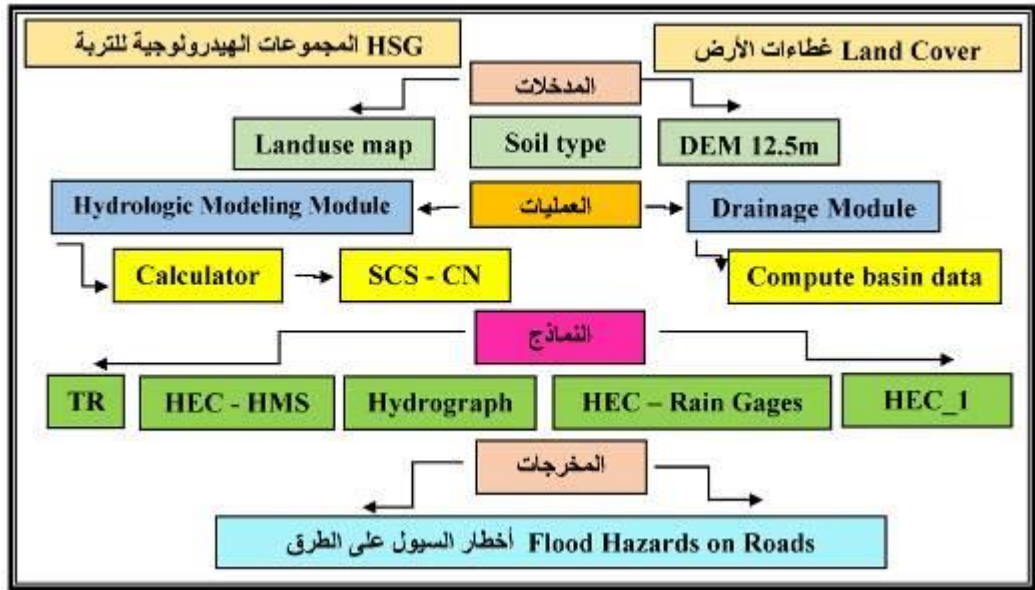 HSG المجموعات الهيدرولوجية للتربة
Land Cover غطاءات الأرض
المدخلات
Landuse map
Soil type
DEM 12.5m
Hydrologic Modeling Module
العمليات
Drainage Module
Calculator
SCS - CN
Compute basin data
النماذج
TR
HEC - HMS
Hydrograph
HEC – Rain Gages
HEC_1
المخرجات
Flood Hazards on Roads أخطار السيول على الطرق